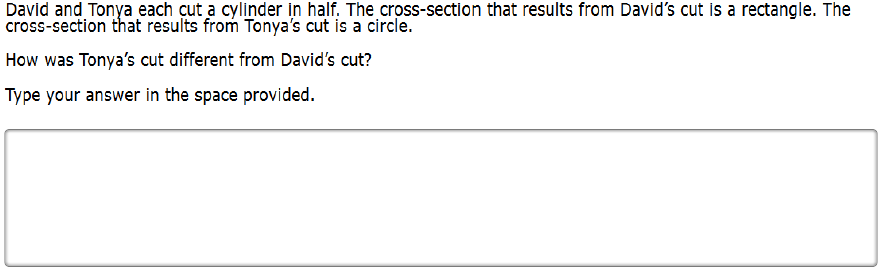 David and Tonya each cut a cylinder in half. The cross-section that results from David's cut is a rectangle. The
cross-section that results from Tonya's cut is a circle.
How was Tonya's cut different from David's cut?
Type your answer in the space provided.